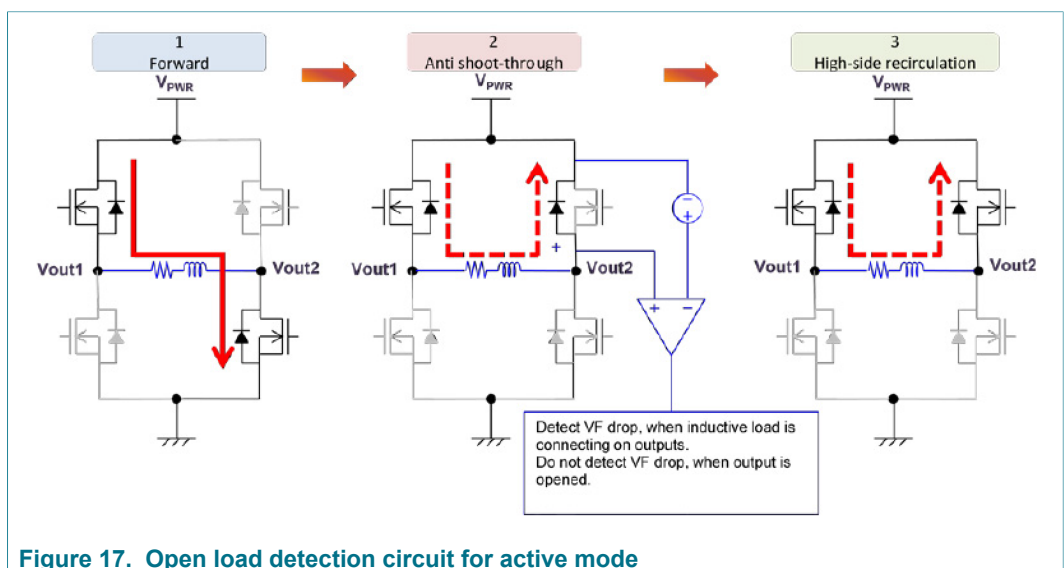 1
Forward
2
Anti shoot-through
3
High-side recirculation
VPWR
VPWR
VPWR
Vout1
Vout2
Vout1
+
Vout2
Vout1
Vout2
-
+
+
-
Detect VF drop, when inductive load is
connecting on outputs.
Do not detect VF drop, when output is
opened.
Figure 17. Open load detection circuit for active mode